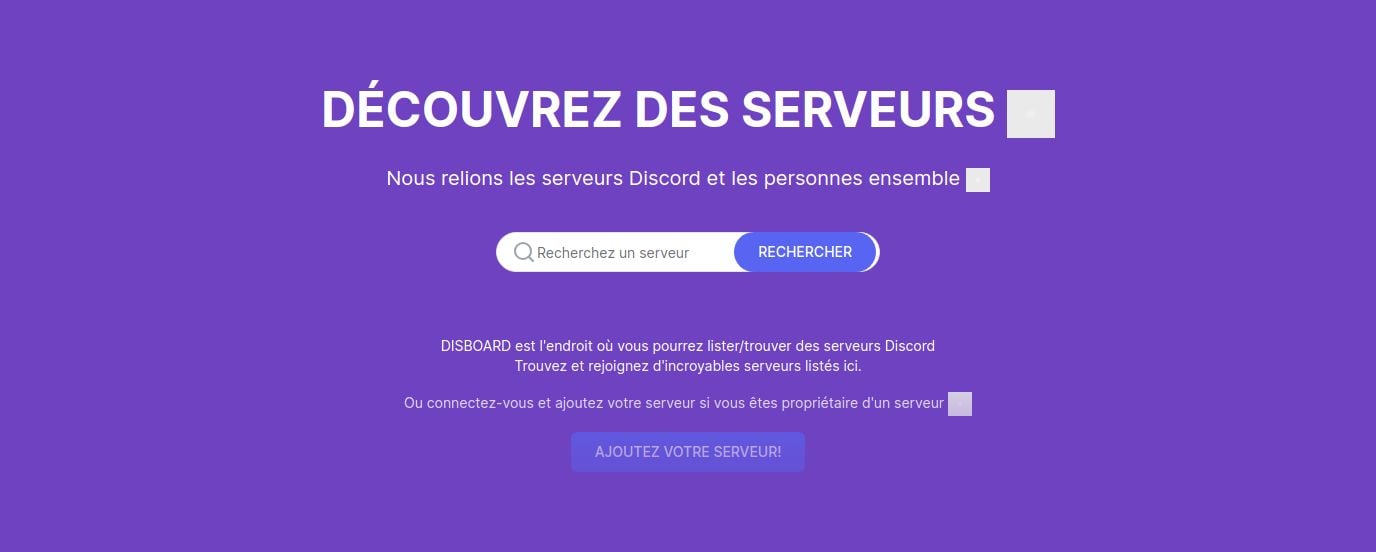 DÉCOUVREZ DES SERVEURS
Nous relions les serveurs Discord et les personnes ensemble
Recherchez un serveur
RECHERCHER
DISBOARD est l'endroit où vous pourrez lister/trouver des serveurs Discord
Trouvez et rejoignez d'incroyables serveurs listés ici.
Ou connectez-vous et ajoutez votre serveur si vous êtes propriétaire d'un serveur
AJOUTEZ VOTRE SERVEUR!